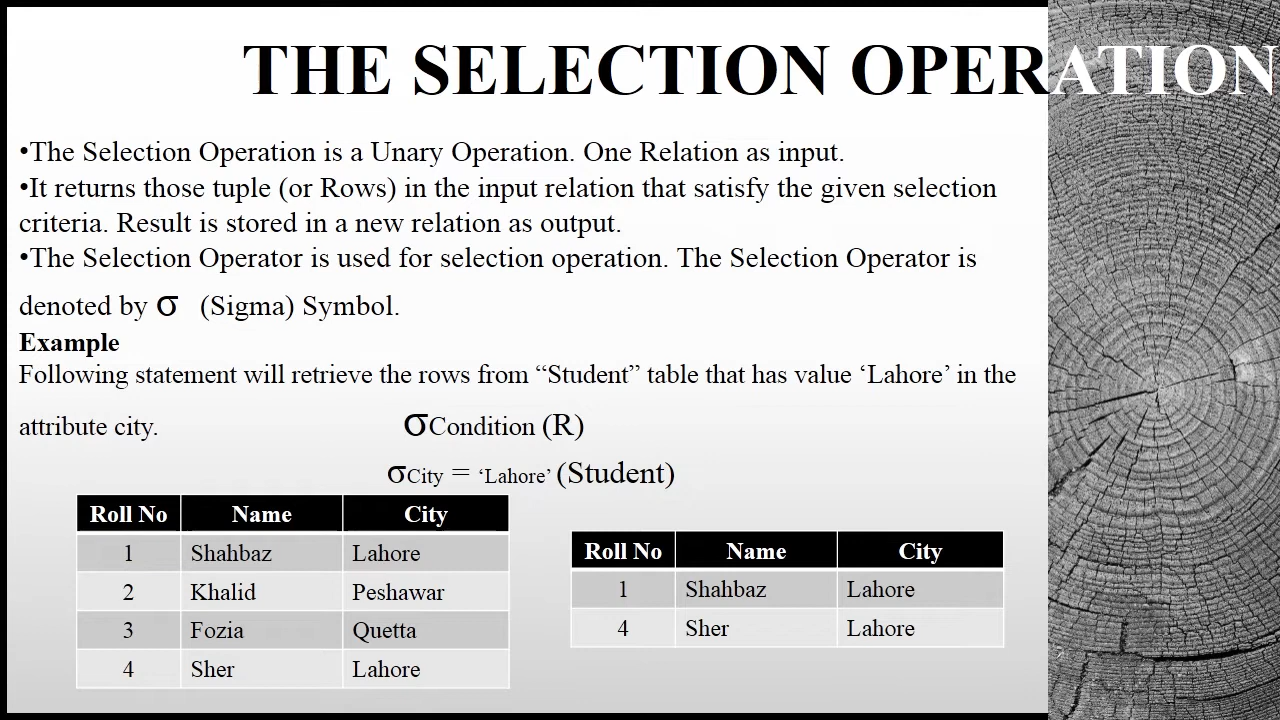 THE SELECTION OPERATION
•The Selection Operation is a Unary Operation. One Relation as input.
•It returns those tuple (or Rows) in the input relation that satisfy the given selection
criteria. Result is stored in a new relation as output.
•The Selection Operator is used for selection operation. The Selection Operator is
denoted by σ (Sigma) Symbol.
Example
Following statement will retrieve the rows from “Student” table that has value ‘Lahore’ in the
attribute city. σCondition (R)
σCity = ‘Lahore’ (Student)
Roll No Name City
1 Shahbaz Lahore
2 Khalid Peshawar
3 Fozia Quetta
4 Sher Lahore
Roll No Name City
1 Shahbaz Lahore
4 Sher Lahore